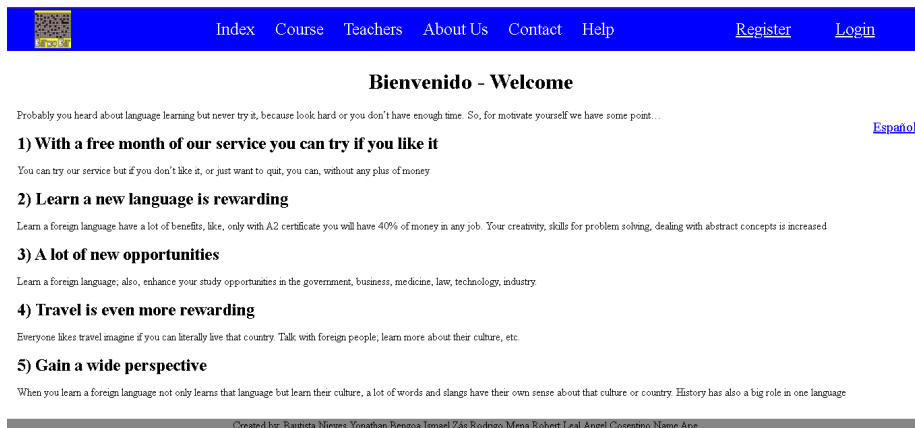 Index Course Teachers About Us Contact Help Register Login
Bienvenido - Welcome
Probably you heard about language learning but never try it, because look hard or you don't have enough time. So, for motivate yourself we have some point…
Español
1) With a free month of our service you can try if you like it
You can try our service but if you don't like it, or just want to quit, you can, without any plus of money
2) Learn a new language is rewarding
Learn a foreign language have a lot of benefits, like, only with A2 certificate you will have 40% of money in any job. Your creativity, skills for problem solving, dealing with abstract concepts is increased
3) A lot of new opportunities
Learn a foreign language; also, enhance your study opportunities in the government, business, medicine, law, technology, industry.
4) Travel is even more rewarding
Everyone likes travel imagine if you can literally live that country. Talk with foreign people; learn more about their culture, etc.
5) Gain a wide perspective
When you learn a foreign language not only learns that language but learn their culture, a lot of words and slangs have their own sense about that culture or country. History has also a big role in one language
Created by: Bautista Nieves Yonathan Bengoa Ismael Zás Rodrigo Mena Robert Leal Angel Cosentino Name Ape